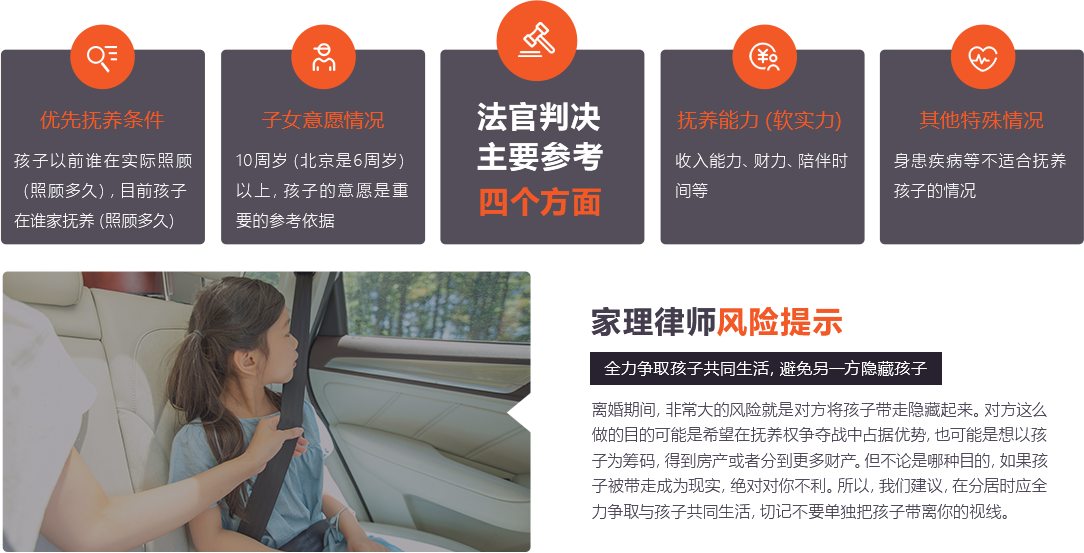 优先抚养条件
孩子以前谁在实际照顾
（照顾多久），目前孩子
在谁家抚养（照顾多久）
子女意愿情况
10周岁（北京是6周岁）
以上，孩子的意愿是重
要的参考依据
法官判决
主要参考
四个方面
抚养能力（软实力）
收入能力、财力、陪伴时
间等
其他特殊情况
身患疾病等不适合抚养
孩子的情况
家理律师风险提示
全力争取孩子共同生活，避免另一方隐藏孩子
离婚期间，非常大的风险就是对方将孩子带走隐藏起来。对方这么
做的目的可能是希望在抚养权争夺战中占据优势，也可能是想以孩
子为筹码，得到房产或者分到更多财产。但不论是哪种目的，如果孩
子被带走成为现实，绝对对你不利。所以，我们建议，在分居时应全
力争取与孩子共同生活，切记不要单独把孩子带离你的视线。